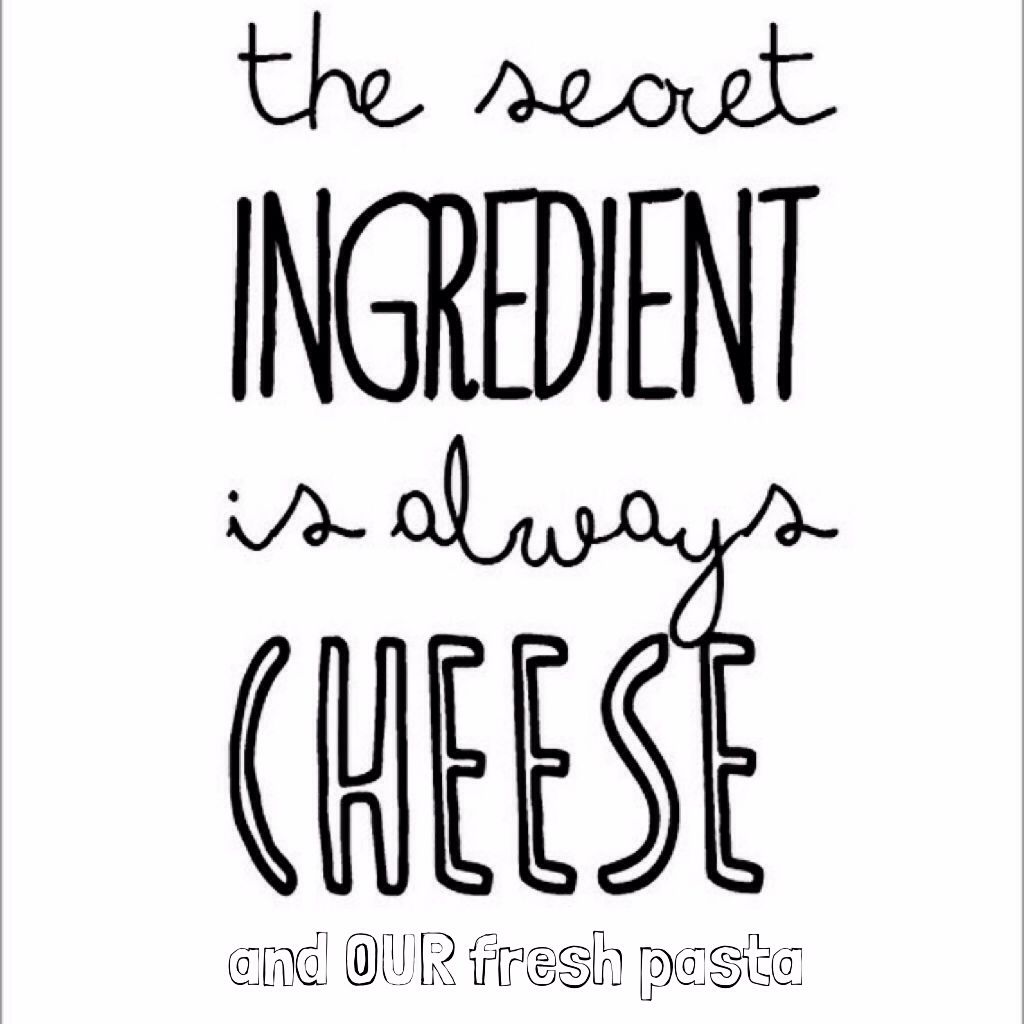 the secret
INGREDIENT
is always
CHEESE
and OUR fresh pasta